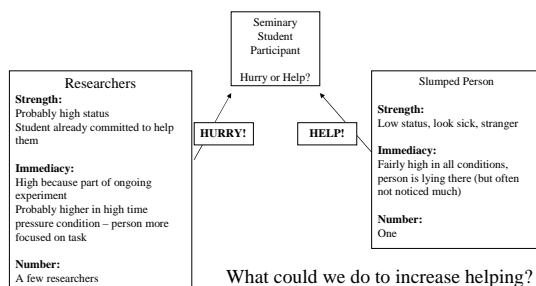 Seminary
Student
Participant
Hurry or Help?
Researchers
Strength:
Probably high status
Student already committed to help
them
Immediacy:
High because part of ongoing
experiment
Probably higher in high time
pressure condition – person more
focused on task
Number:
A few researchers
HURRY!
HELP!
Slumped Person
Strength:
Low status, look sick, stranger
Immediacy:
Fairly high in all conditions,
person is lying there (but often
not noticed much)
Number:
One
What could we do to increase helping?